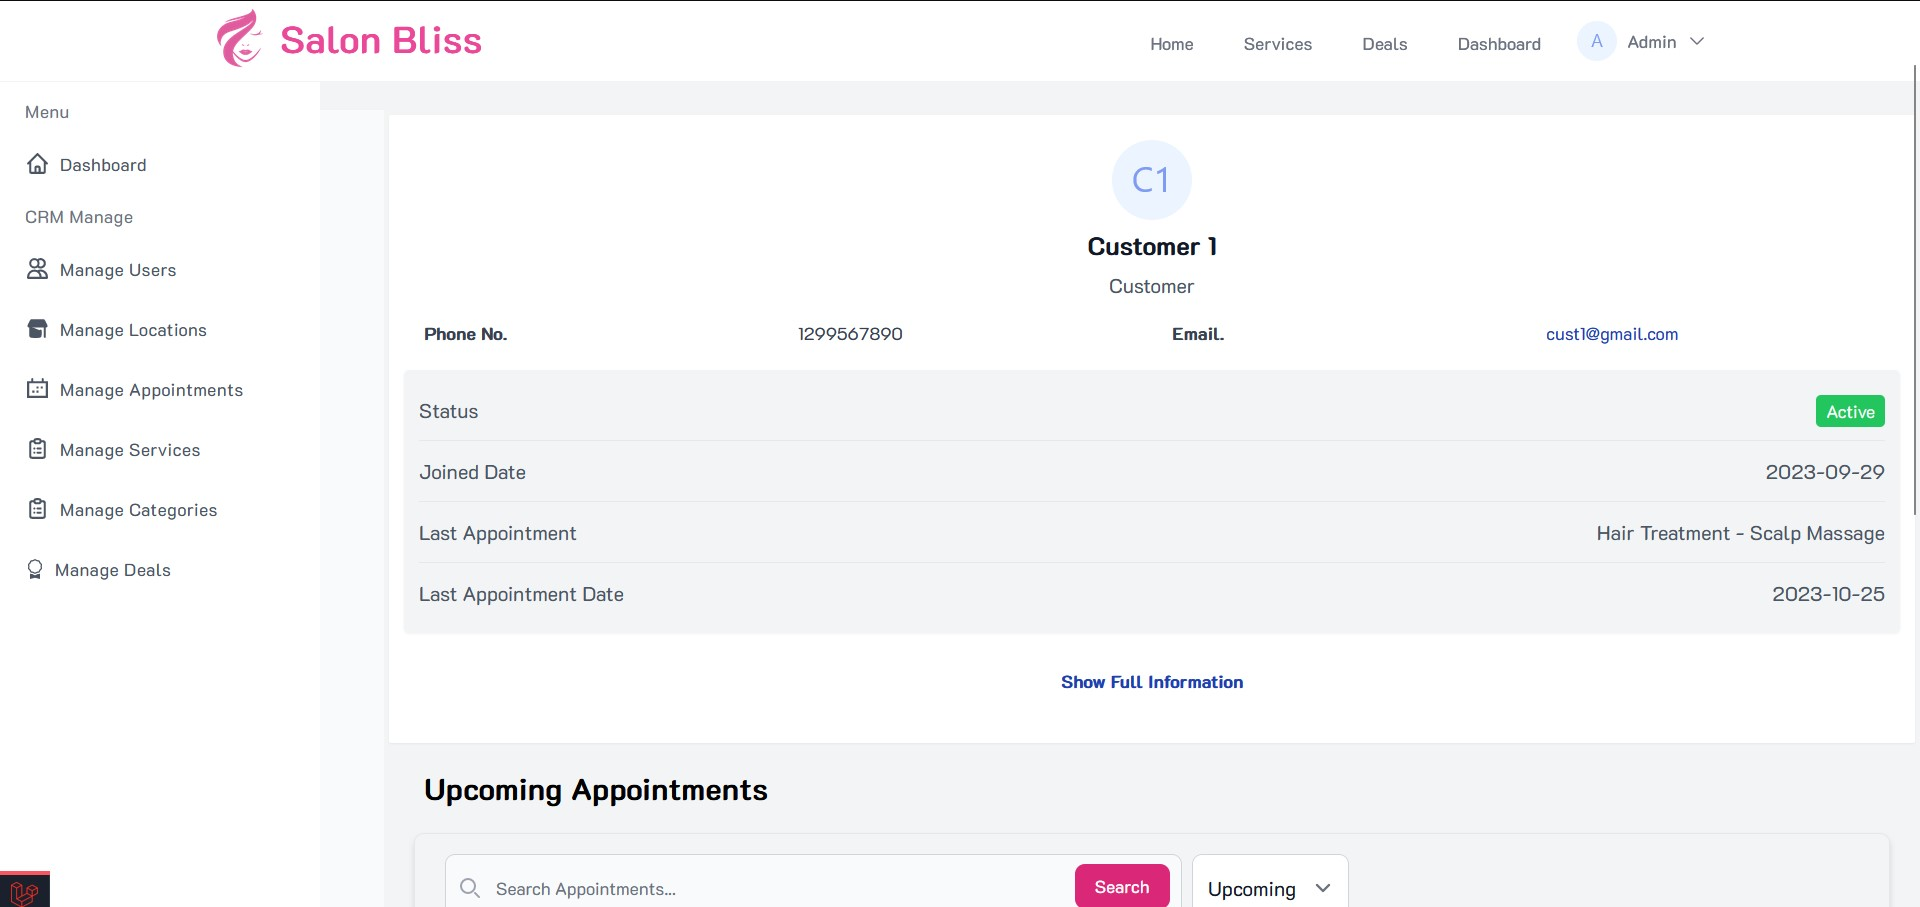 Salon Bliss
Home Services Deals Dashboard A Admin
Menu
Dashboard
CRM Manage
Manage Users
Manage Locations
Manage Appointments
Manage Services
Manage Categories
Manage Deals
C1
Customer 1
Customer
Phone No. 1299567890 Email. cust1@gmail.com
Status Active
Joined Date 2023-09-29
Last Appointment Hair Treatment - Scalp Massage
Last Appointment Date 2023-10-25
Show Full Information
Upcoming Appointments
Search Appointments... Search Upcoming